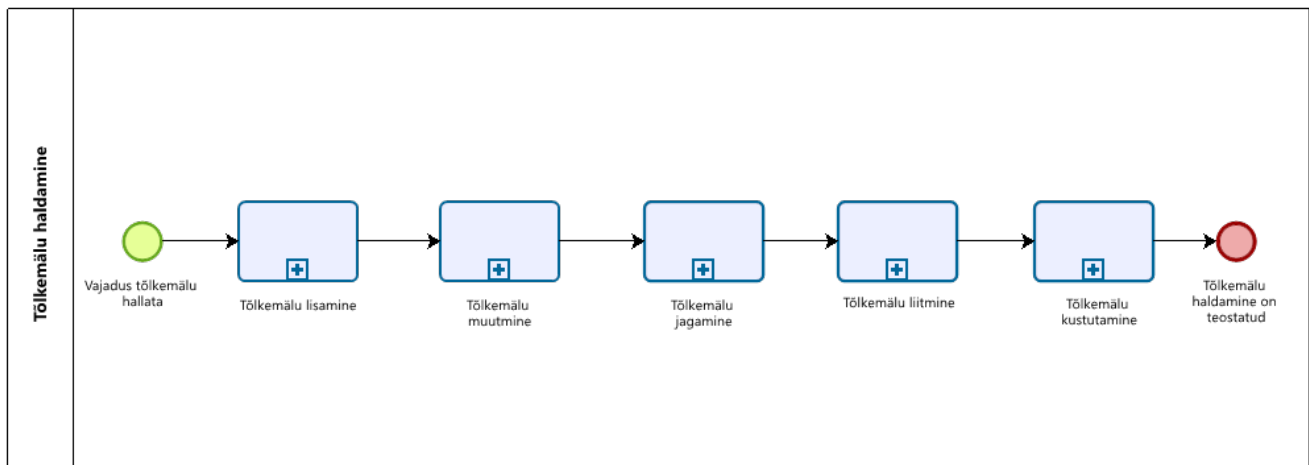 Tõlkemälu haldamine
Vajadus tõlkemälu
hallata
Tõlkemälu lisamine
Tõlkemälu
muutmine
Tõlkemälu
jagamine
Tõlkemälu liitmine
Tõlkemälu
kustutamine
Tõlkemälu
haldamine on
teostatud